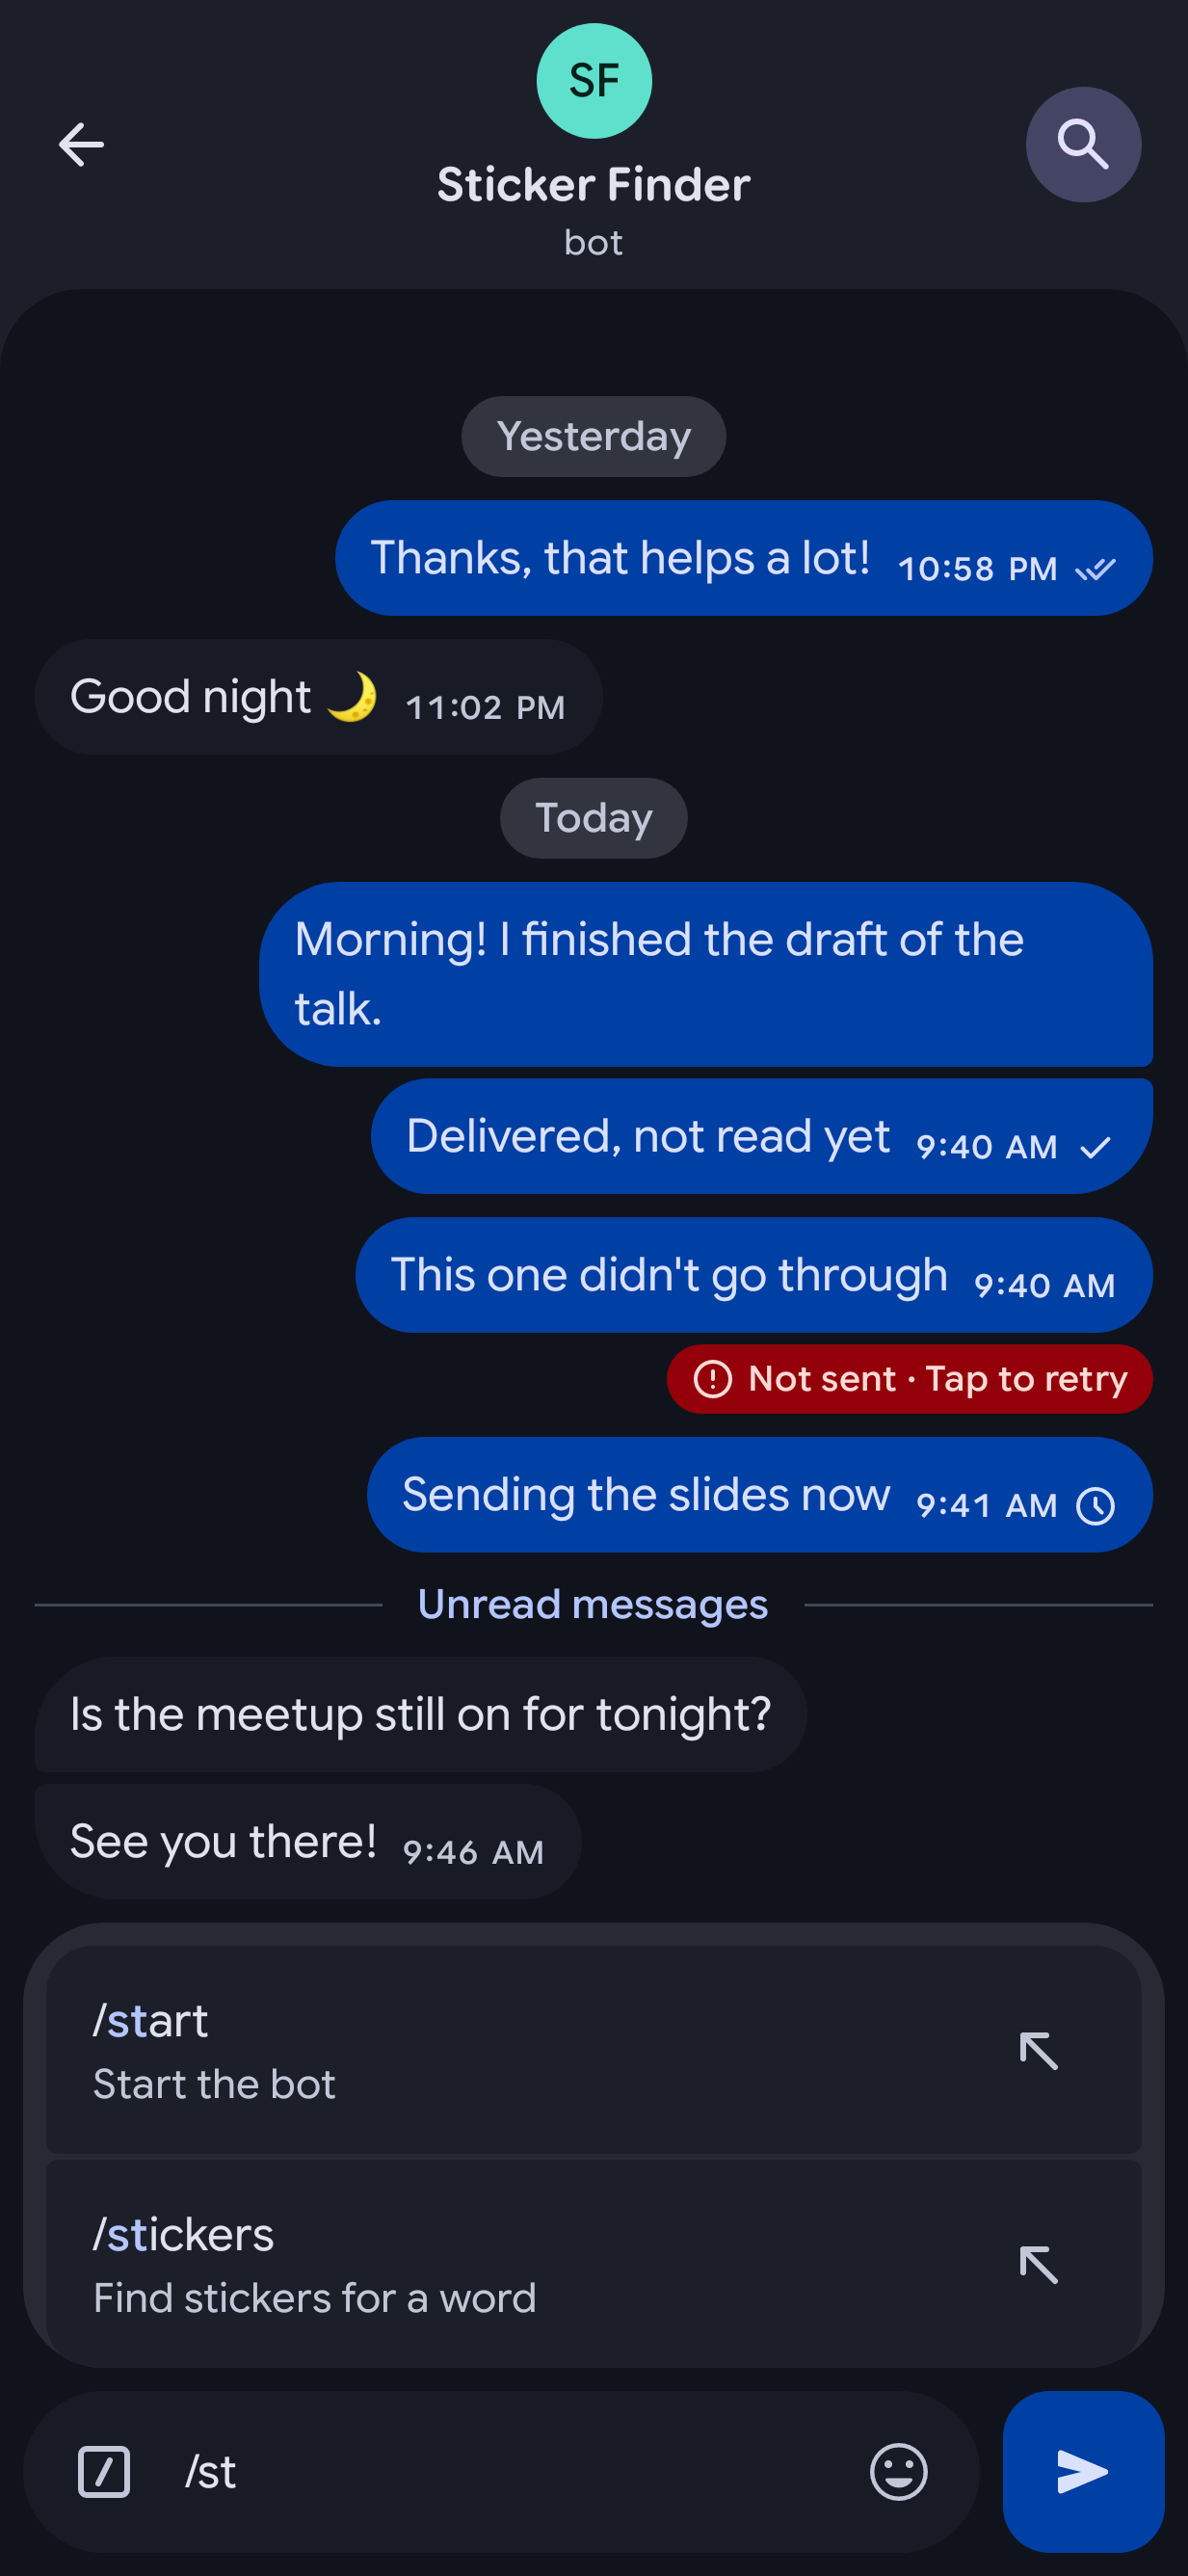 SF
Sticker Finder
bot
Yesterday
Thanks, that helps a lot! 10:58 PM
Good night 🌙 11:02 PM
Today
Morning! I finished the draft of the
talk.
Delivered, not read yet 9:40 AM
This one didn't go through 9:40 AM
Not sent · Tap to retry
Sending the slides now 9:41 AM
Unread messages
Is the meetup still on for tonight?
See you there! 9:46 AM
/start
Start the bot
/stickers
Find stickers for a word
/st